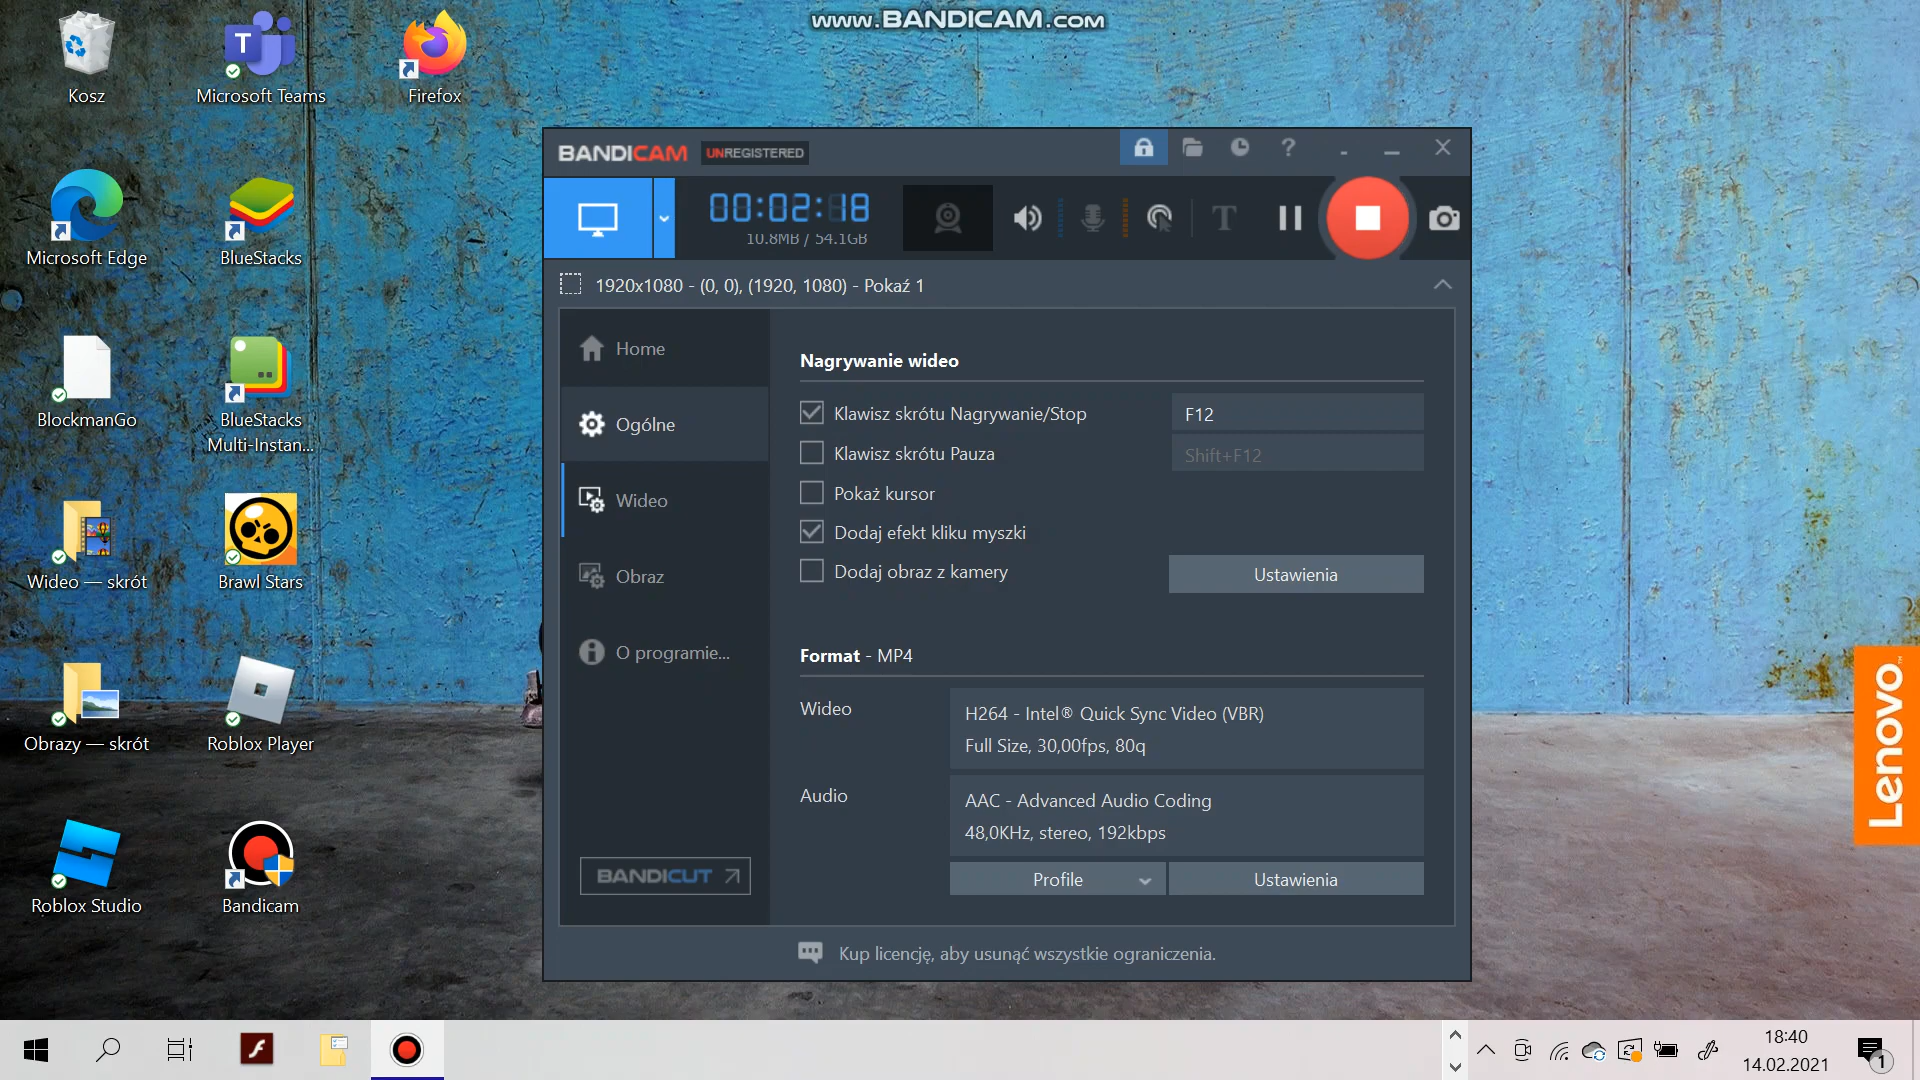 www.BANDICAM.com
Kosz
Microsoft Teams
Firefox
Microsoft Edge
BlueStacks
BlockmanGo
BlueStacks
Multi-Instan...
Wideo — skrót
Brawl Stars
Obrazy — skrót
Roblox Player
Roblox Studio
Bandicam
BANDICAM UNREGISTERED
00:02:18
10.8MB / 54.1GB
1920x1080 - (0, 0), (1920, 1080) - Pokaź 1
Home
Ogólne
Wideo
Obraz
O programie...
BANDICUT
Nagrywanie wideo
Klawisz skrótu Nagrywanie/Stop F12
Klawisz skrótu Pauza Shift+F12
Pokaż kursor
Dodaj efekt kliku myszki
Dodaj obraz z kamery Ustawienia
Format - MP4
Wideo H264 - Intel® Quick Sync Video (VBR)
Full Size, 30,00fps, 80q
Audio AAC - Advanced Audio Coding
48,0KHz, stereo, 192kbps
Profile Ustawienia
Kup licencję, aby usunąć wszystkie ograniczenia.
Lenovo™
18:40
14.02.2021
1